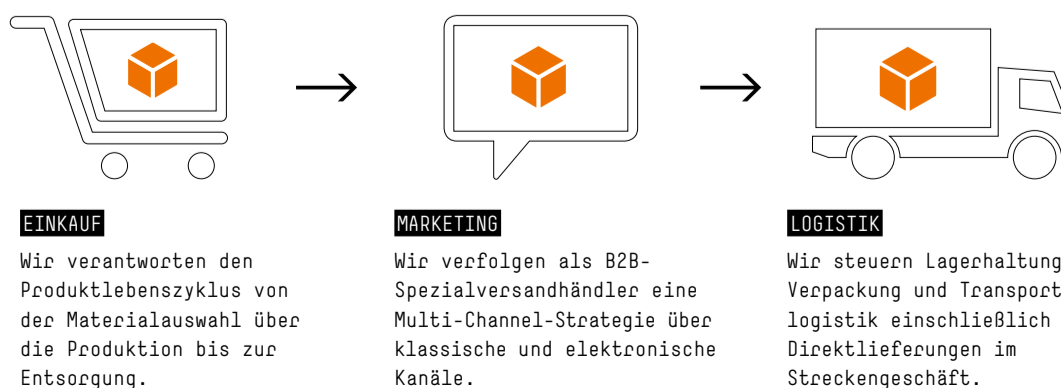 EINKAUF
Wir verantworten den
Produktlebenszyklus von
der Materialauswahl über
die Produktion bis zur
Entsorgung.
MARKETING
Wir verfolgen als B2B-
Spezialversandhändler eine
Multi-Channel-Strategie über
klassische und elektronische
Kanäle.
LOGISTIK
Wir steuern Lagerhaltung
Verpackung und Transport
logistik einschließlich
Direktlieferungen im
Streckengeschäft.